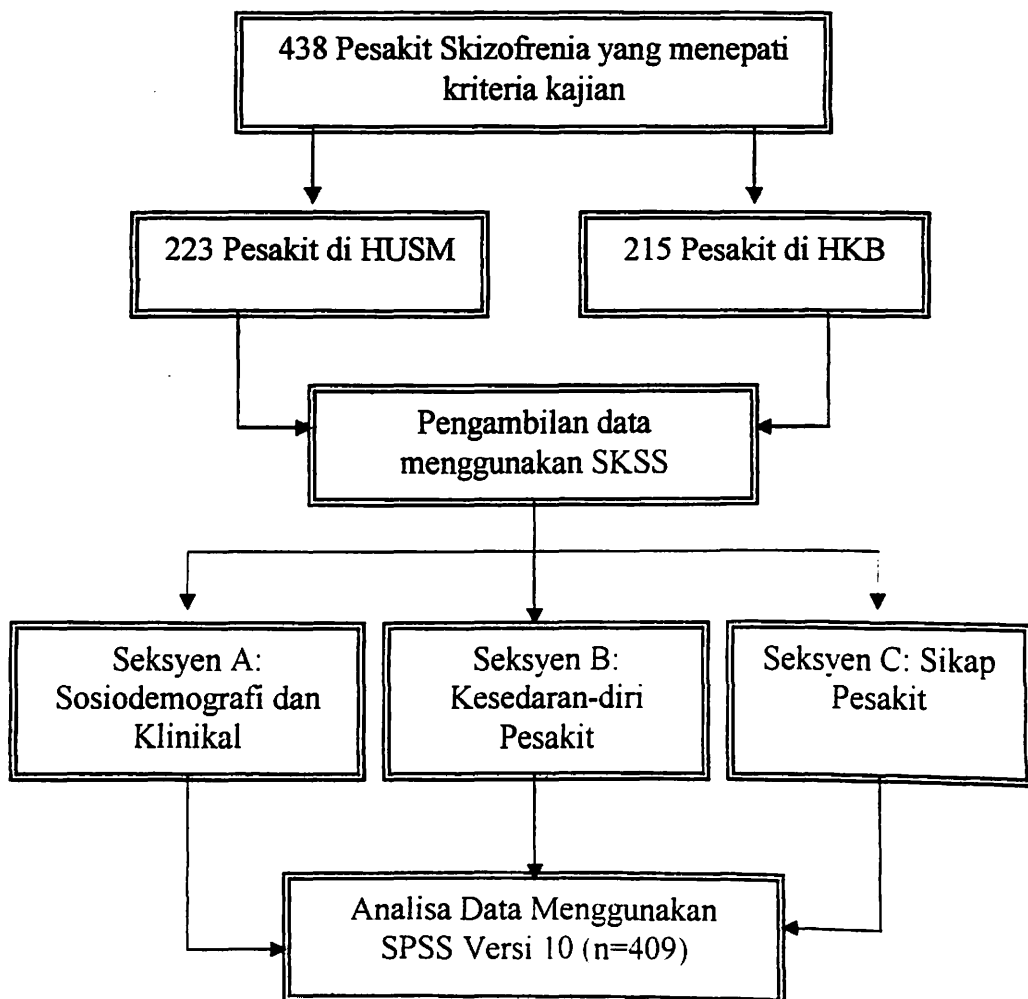 438 Pesakit Skizofrenia yang menepati
kriteria kajian
223 Pesakit di HUSM
215 Pesakit di HKB
Pengambilan data
menggunakan SKSS
Seksyen A:
Sosiodemografi dan
Klinikal
Seksyen B:
Kesedaran-diri
Pesakit
Seksyen C: Sikap
Pesakit
Analisa Data Menggunakan
SPSS Versi 10 (n=409)